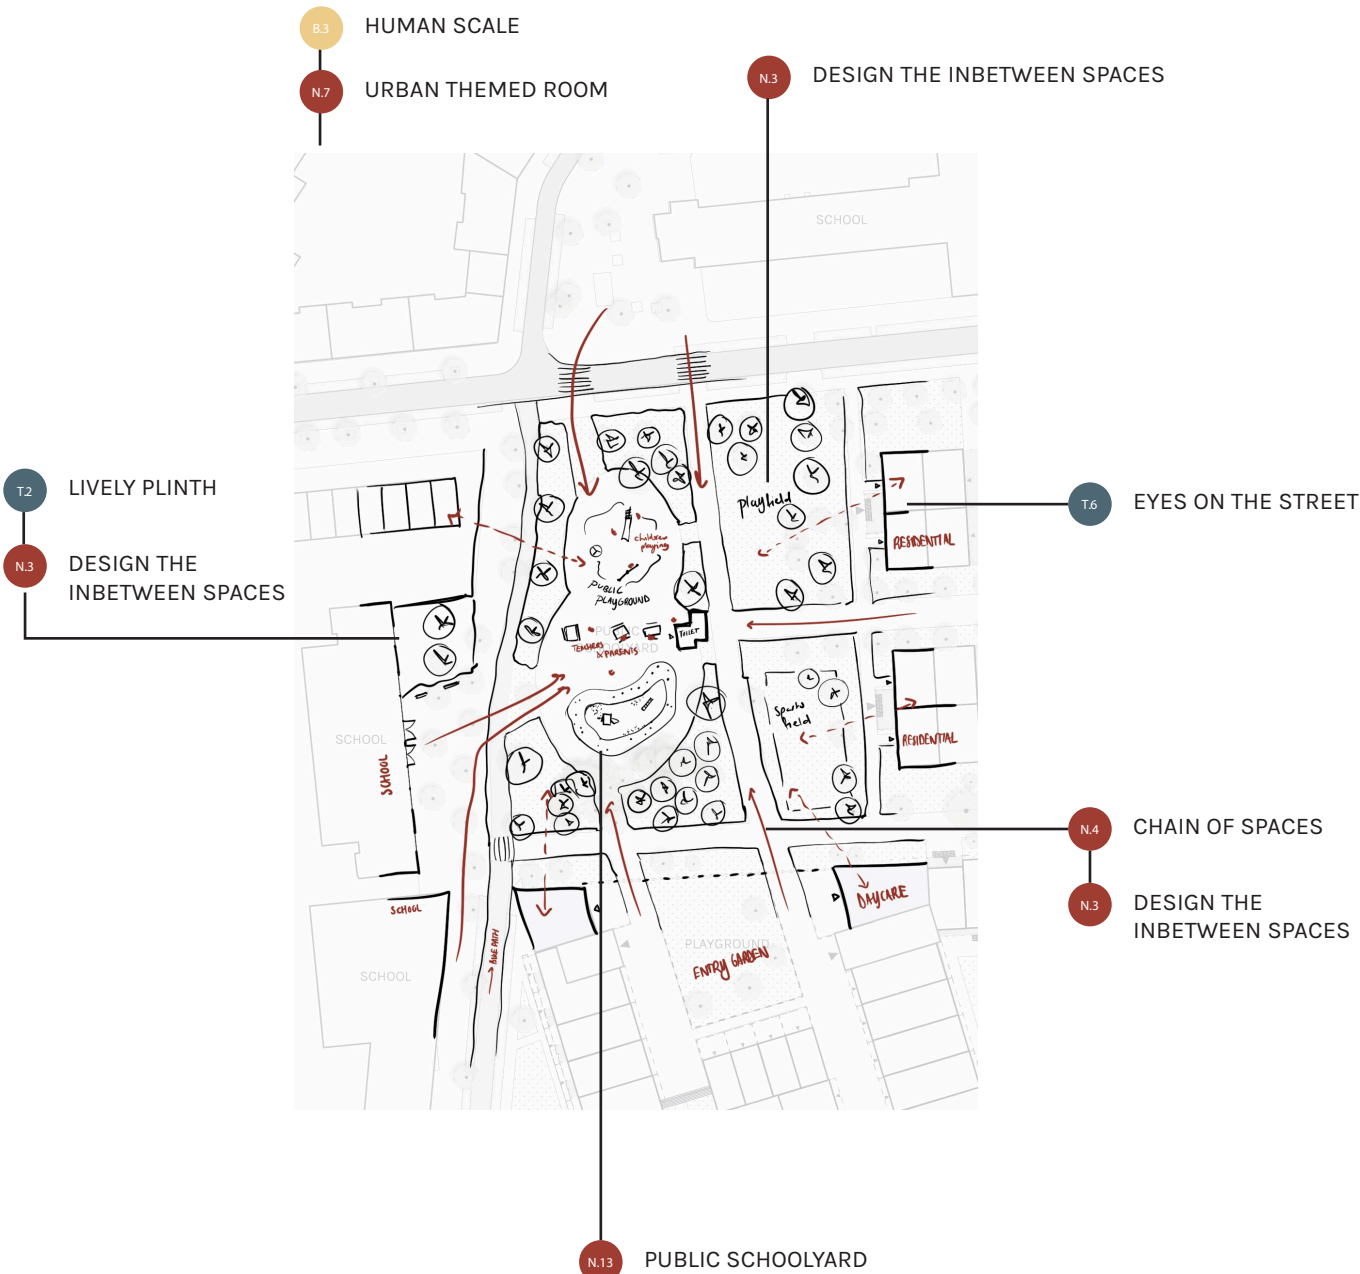 B.3 HUMAN SCALE
N.7 URBAN THEMED ROOM
N.3 DESIGN THE INBETWEEN SPACES
SCHOOL
T.2 LIVELY PLINTH
N.3 DESIGN THE
INBETWEEN SPACES
T.6 EYES ON THE STREET
playfield
RESIDENTIAL
children
playing
PUBLIC
PLAYGROUND
TOILET
TEACHERS
& PARENTS
sports
field
RESIDENTIAL
SCHOOL
SCHOOL
N.4 CHAIN OF SPACES
N.3 DESIGN THE
INBETWEEN SPACES
DAYCARE
SCHOOL
BIKE PATH
PLAYGROUND
ENTRY GARDEN
SCHOOL
N.13 PUBLIC SCHOOLYARD